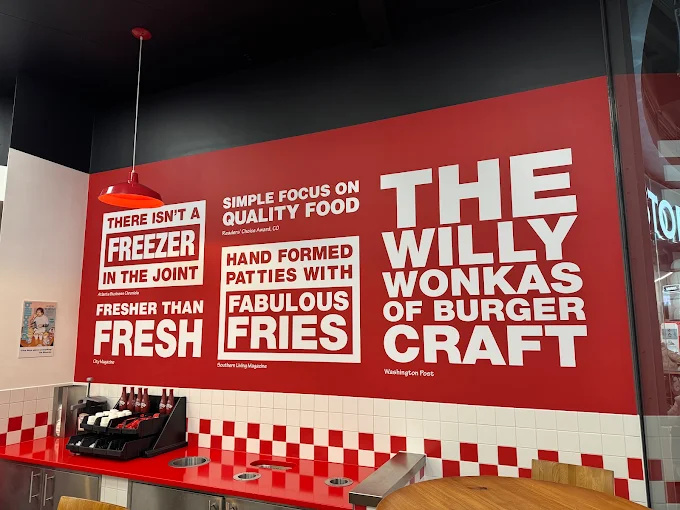 THERE ISN'T A
FREEZER
IN THE JOINT
Atlanta Business Chronicle
FRESHER THAN
FRESH
City Magazine
SIMPLE FOCUS ON
QUALITY FOOD
Readers' Choice Award, CO
HAND FORMED
PATTIES WITH
FABULOUS
FRIES
Southern Living Magazine
THE
WILLY
WONKAS
OF BURGER
CRAFT
Washington Post